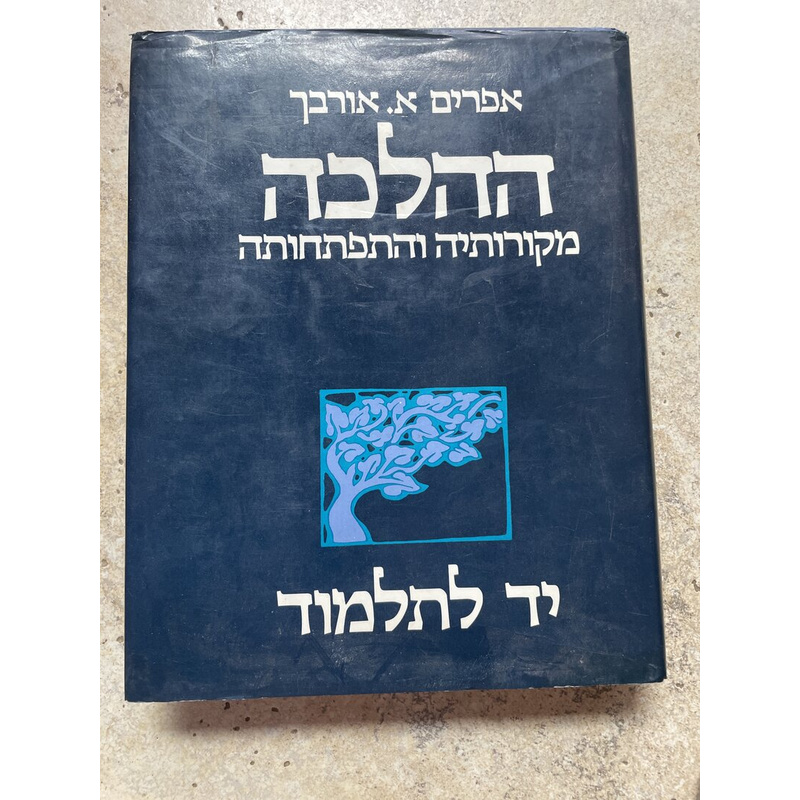 אפרים א. אורבך
ההלכה
מקורותיה והתפתחותה
יד לתלמוד